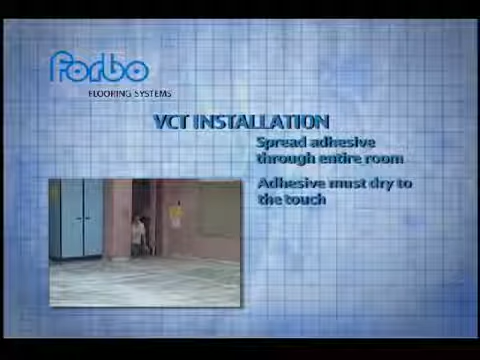 Forbo
FLOORING SYSTEMS
VCT INSTALLATION
Spread adhesive
through entire room
Adhesive must dry to
the touch